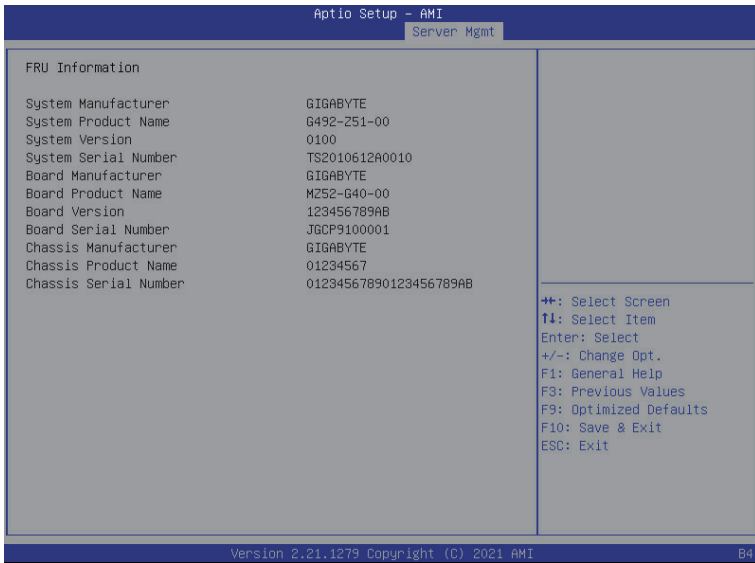 Aptio Setup – AMI
Server Mgmt
FRU Information
System Manufacturer GIGABYTE
System Product Name G492-Z51-00
System Version 0100
System Serial Number TS2010612A0010
Board Manufacturer GIGABYTE
Board Product Name MZ52-G40-00
Board Version 123456789AB
Board Serial Number JGCP9100001
Chassis Manufacturer GIGABYTE
Chassis Product Name 01234567
Chassis Serial Number 01234567890123456789AB
→←: Select Screen
↑↓: Select Item
Enter: Select
+/-: Change Opt.
F1: General Help
F3: Previous Values
F9: Optimized Defaults
F10: Save & Exit
ESC: Exit
Version 2.21.1279 Copyright (C) 2021 AMI
B4